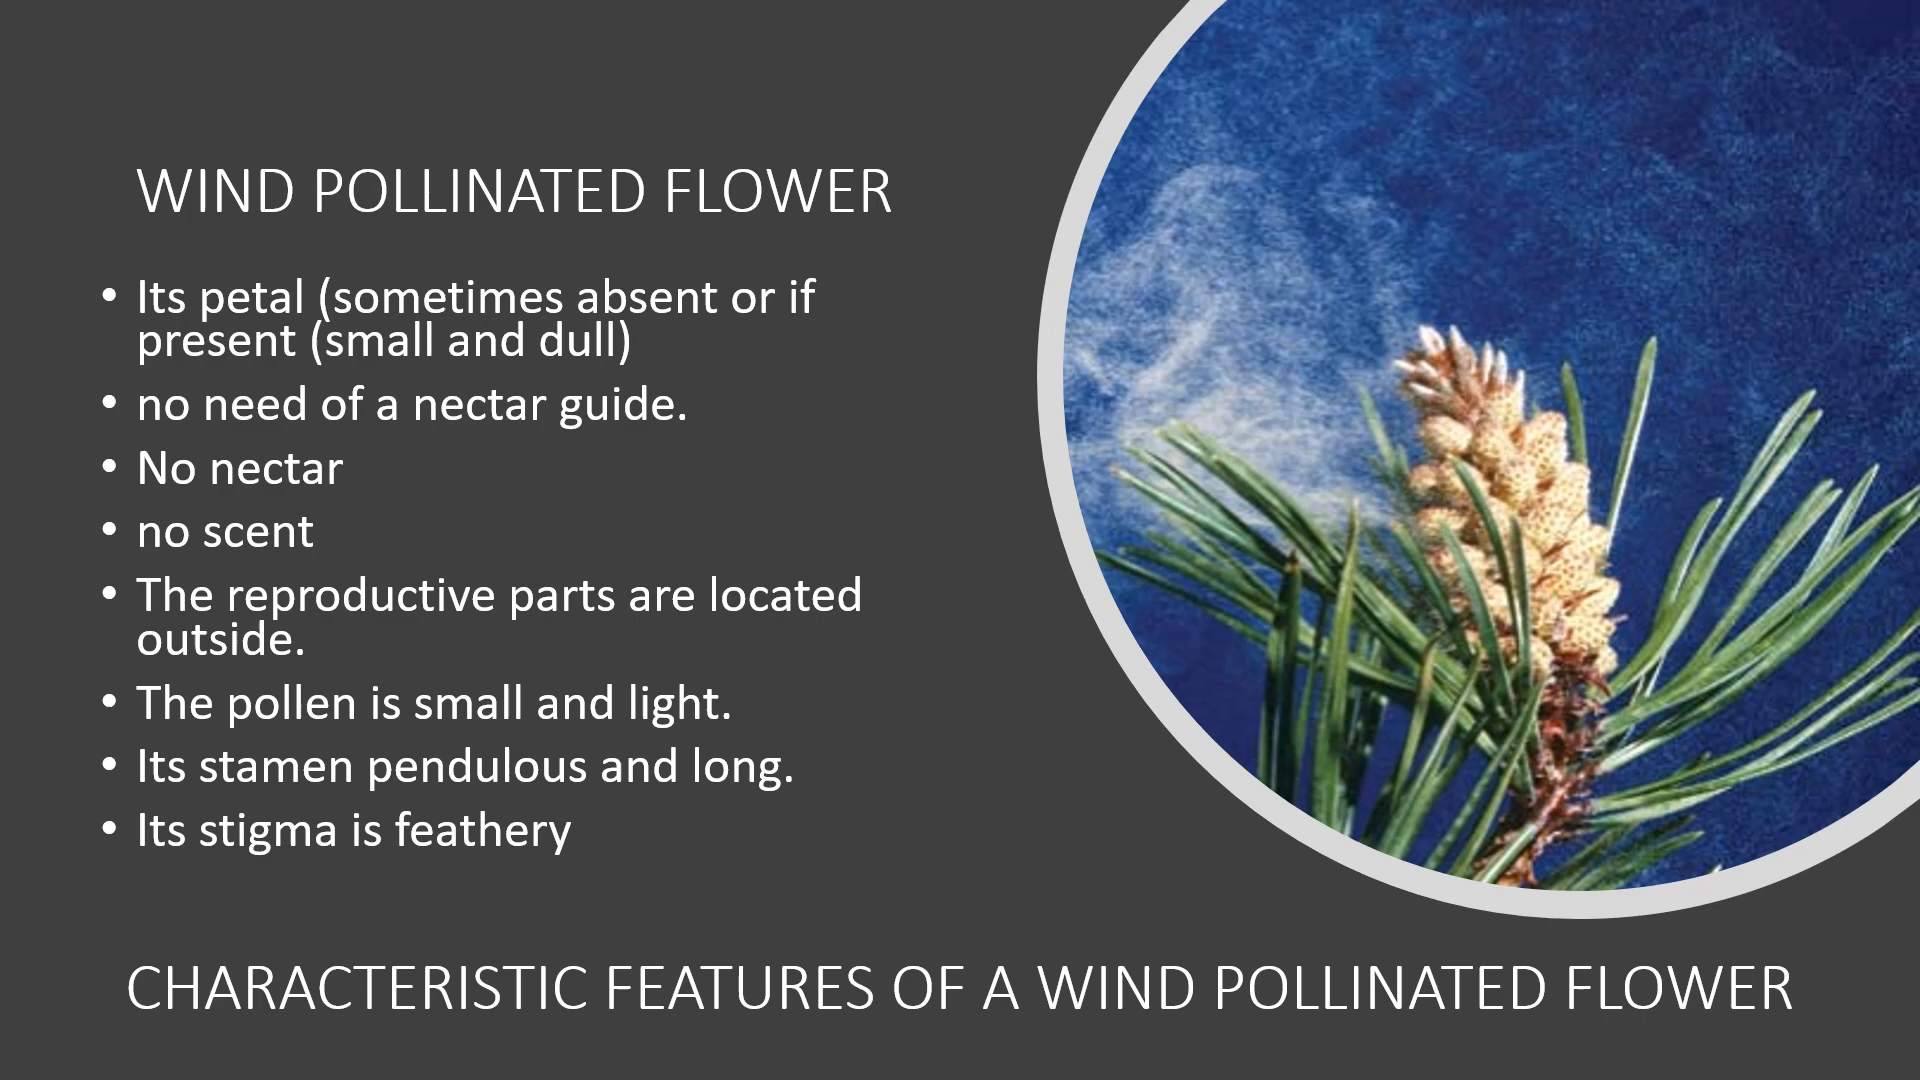 WIND POLLINATED FLOWER
• Its petal (sometimes absent or if
present (small and dull)
• no need of a nectar guide.
• No nectar
• no scent
• The reproductive parts are located
outside.
• The pollen is small and light.
• Its stamen pendulous and long.
• Its stigma is feathery
CHARACTERISTIC FEATURES OF A WIND POLLINATED FLOWER